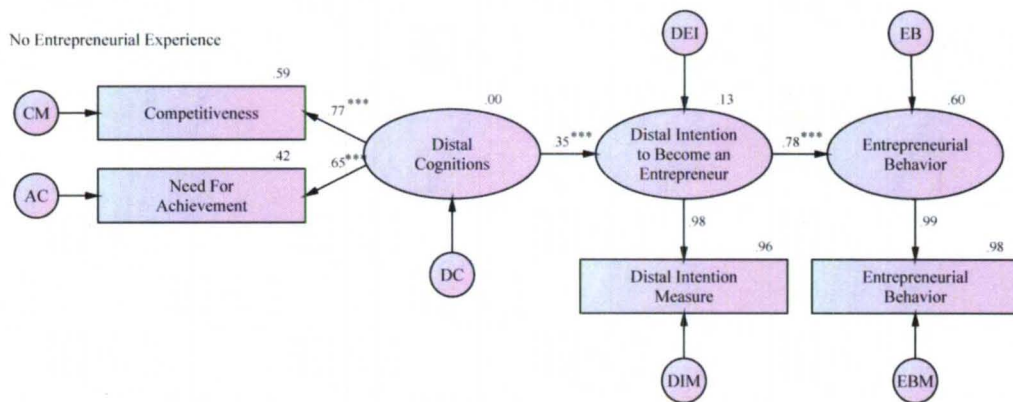 No Entrepreneurial Experience
DEI
EB
.59
CM
Competitiveness
.77 ***
.00
.13
.60
.42
65***
Distal
Cognitions
.35 ***
Distal Intention
to Become an
Entrepreneur
.78 ***
Entrepreneurial
Behavior
AC
Need For
Achievement
.98
.99
DC
.96
.98
Distal Intention
Measure
Entrepreneurial
Behavior
DIM
EBM